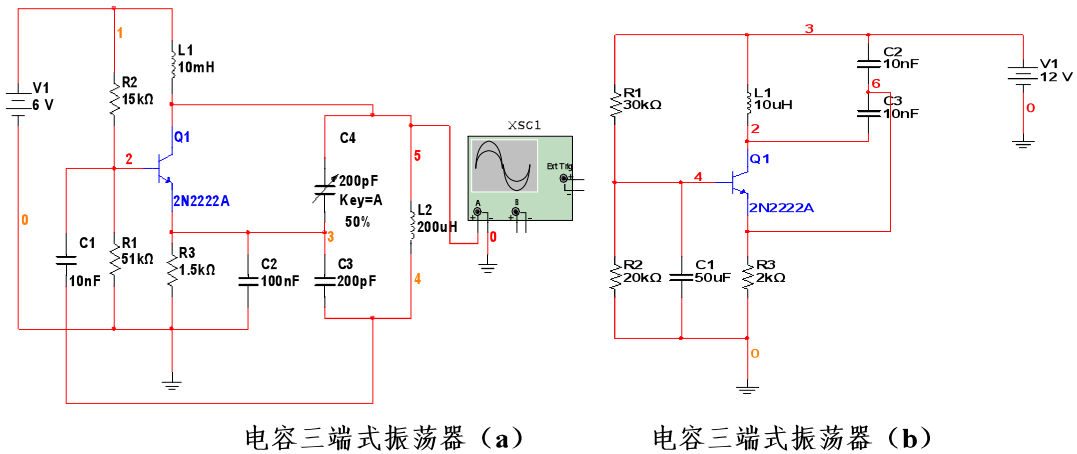 1
L1
10mH
V1
6 V
R2
15kΩ
Q1
2
2N2222A
0
C1
10nF
R1
51kΩ
R3
1.5kΩ
C2
100nF
C4
200pF
Key=A
50%
3
C3
200pF
5
L2
200uH
4
XSC1
Ext Trig
+
-
A
B
+
-
+
-
0
电容三端式振荡器（a）
3
C2
10nF
6
C3
10nF
V1
12 V
0
R1
30kΩ
L1
10uH
2
Q1
4
2N2222A
R2
20kΩ
C1
50uF
R3
2kΩ
0
电容三端式振荡器（b）